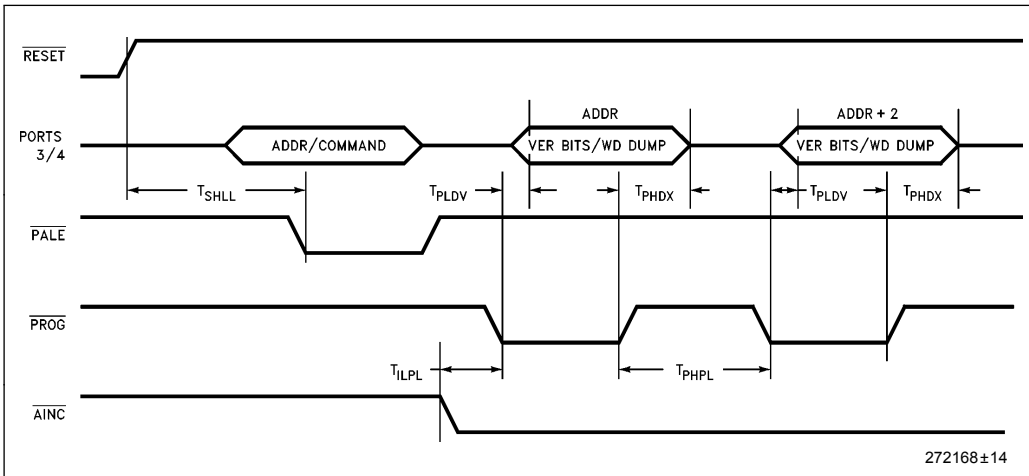 RESET
PORTS
3/4
ADDR/COMMAND
ADDR
VER BITS/WD DUMP
ADDR + 2
VER BITS/WD DUMP
TSHLL
TPLDV
TPHDX
TPLDV
TPHDX
PALE
PROG
TILPL
TPHPL
AINC
272168±14